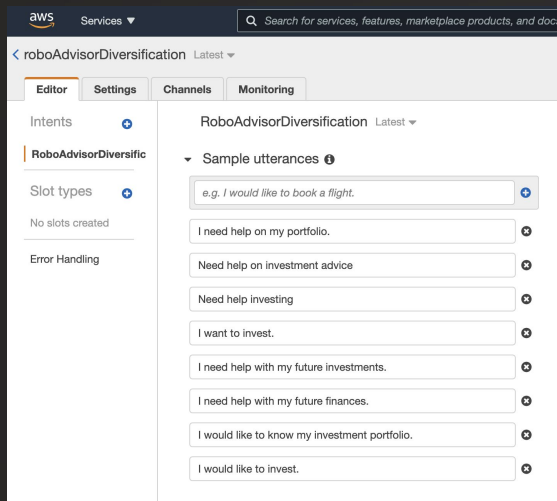 aws Services Search for services, features, marketplace products, and docs
roboAdvisorDiversification Latest
Editor Settings Channels Monitoring
Intents
RoboAdvisorDiversific
Slot types
No slots created
Error Handling
RoboAdvisorDiversification Latest
Sample utterances
e.g. I would like to book a flight.
I need help on my portfolio.
Need help on investment advice
Need help investing
I want to invest.
I need help with my future investments.
I need help with my future finances.
I would like to know my investment portfolio.
I would like to invest.